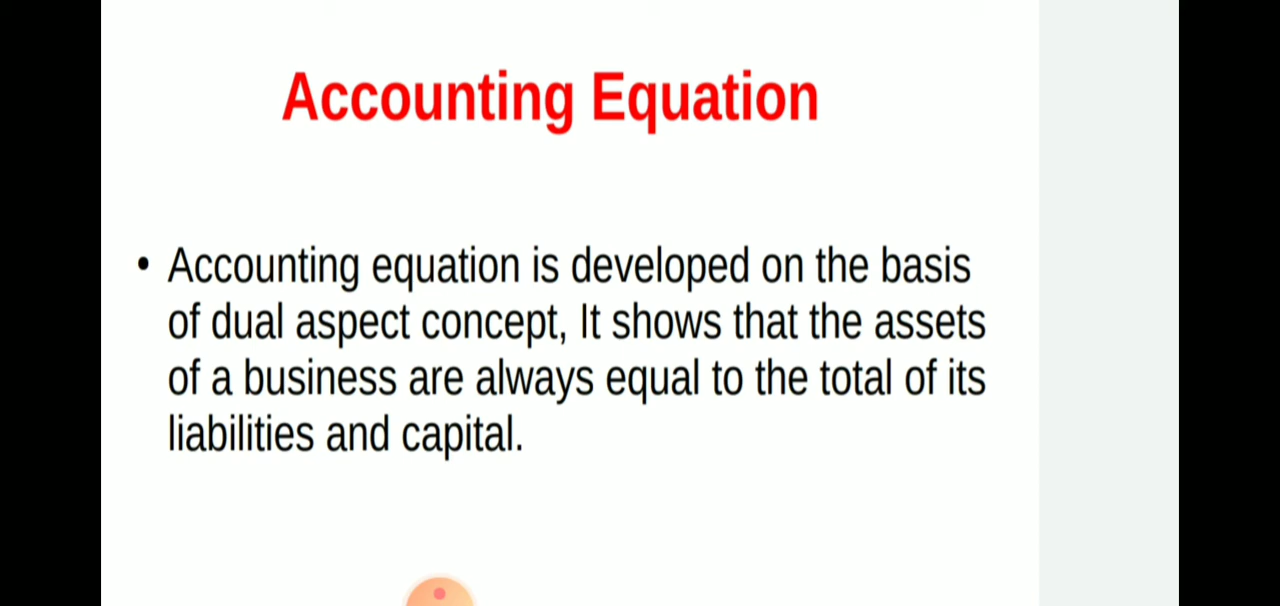 Accounting Equation
• Accounting equation is developed on the basis
of dual aspect concept, It shows that the assets
of a business are always equal to the total of its
liabilities and capital.